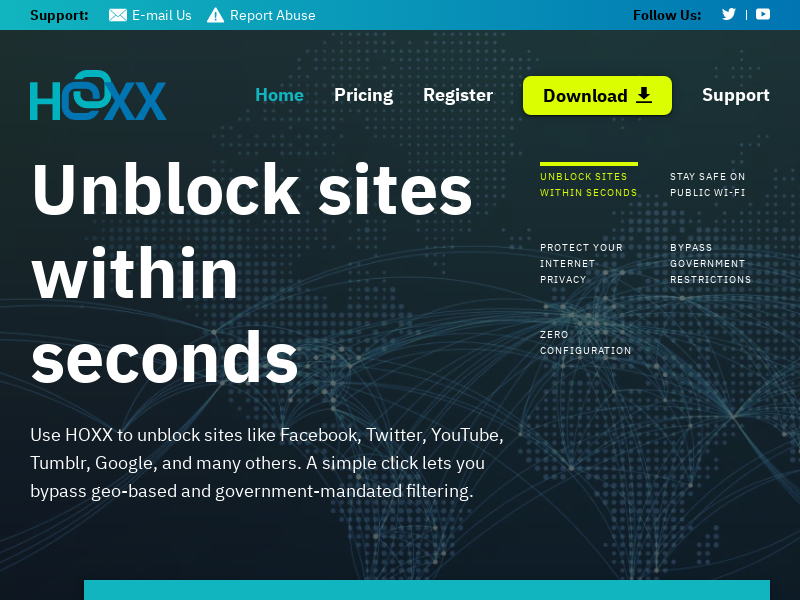 Support: E-mail Us Report Abuse Follow Us:
HOXX Home Pricing Register Download Support
Unblock sites
within
seconds
UNBLOCK SITES
WITHIN SECONDS
STAY SAFE ON
PUBLIC WI-FI
PROTECT YOUR
INTERNET
PRIVACY
BYPASS
GOVERNMENT
RESTRICTIONS
ZERO
CONFIGURATION
Use HOXX to unblock sites like Facebook, Twitter, YouTube,
Tumblr, Google, and many others. A simple click lets you
bypass geo-based and government-mandated filtering.